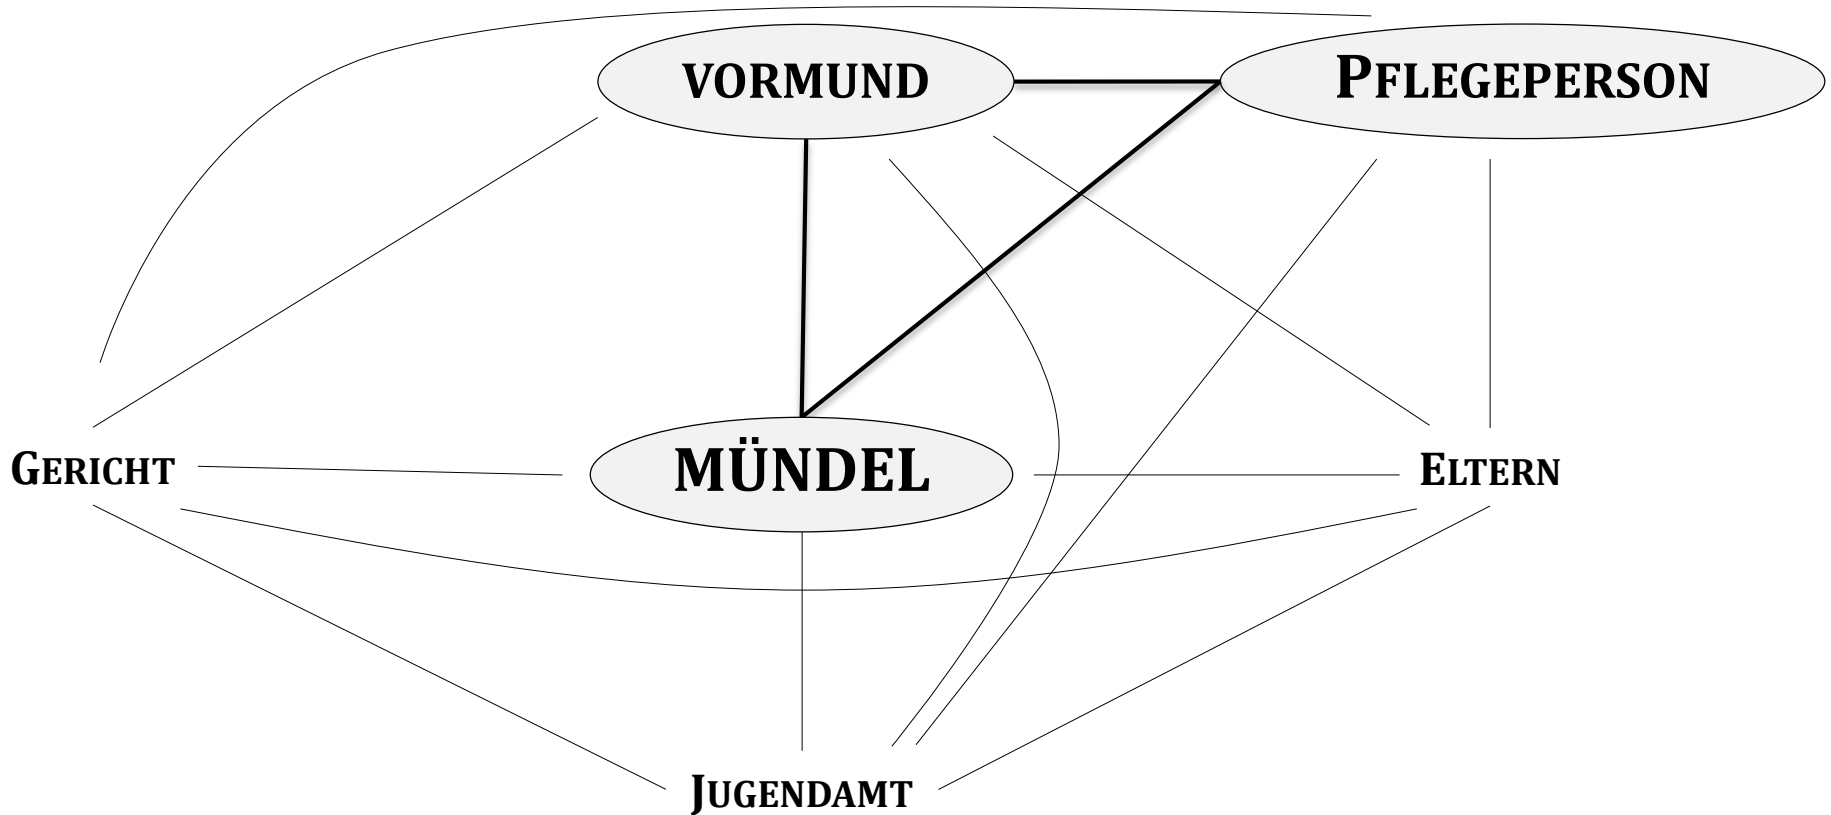 VORMUND
PFLEGEPERSON
GERICHT
MÜNDEL
ELTERN
JUGENDAMT